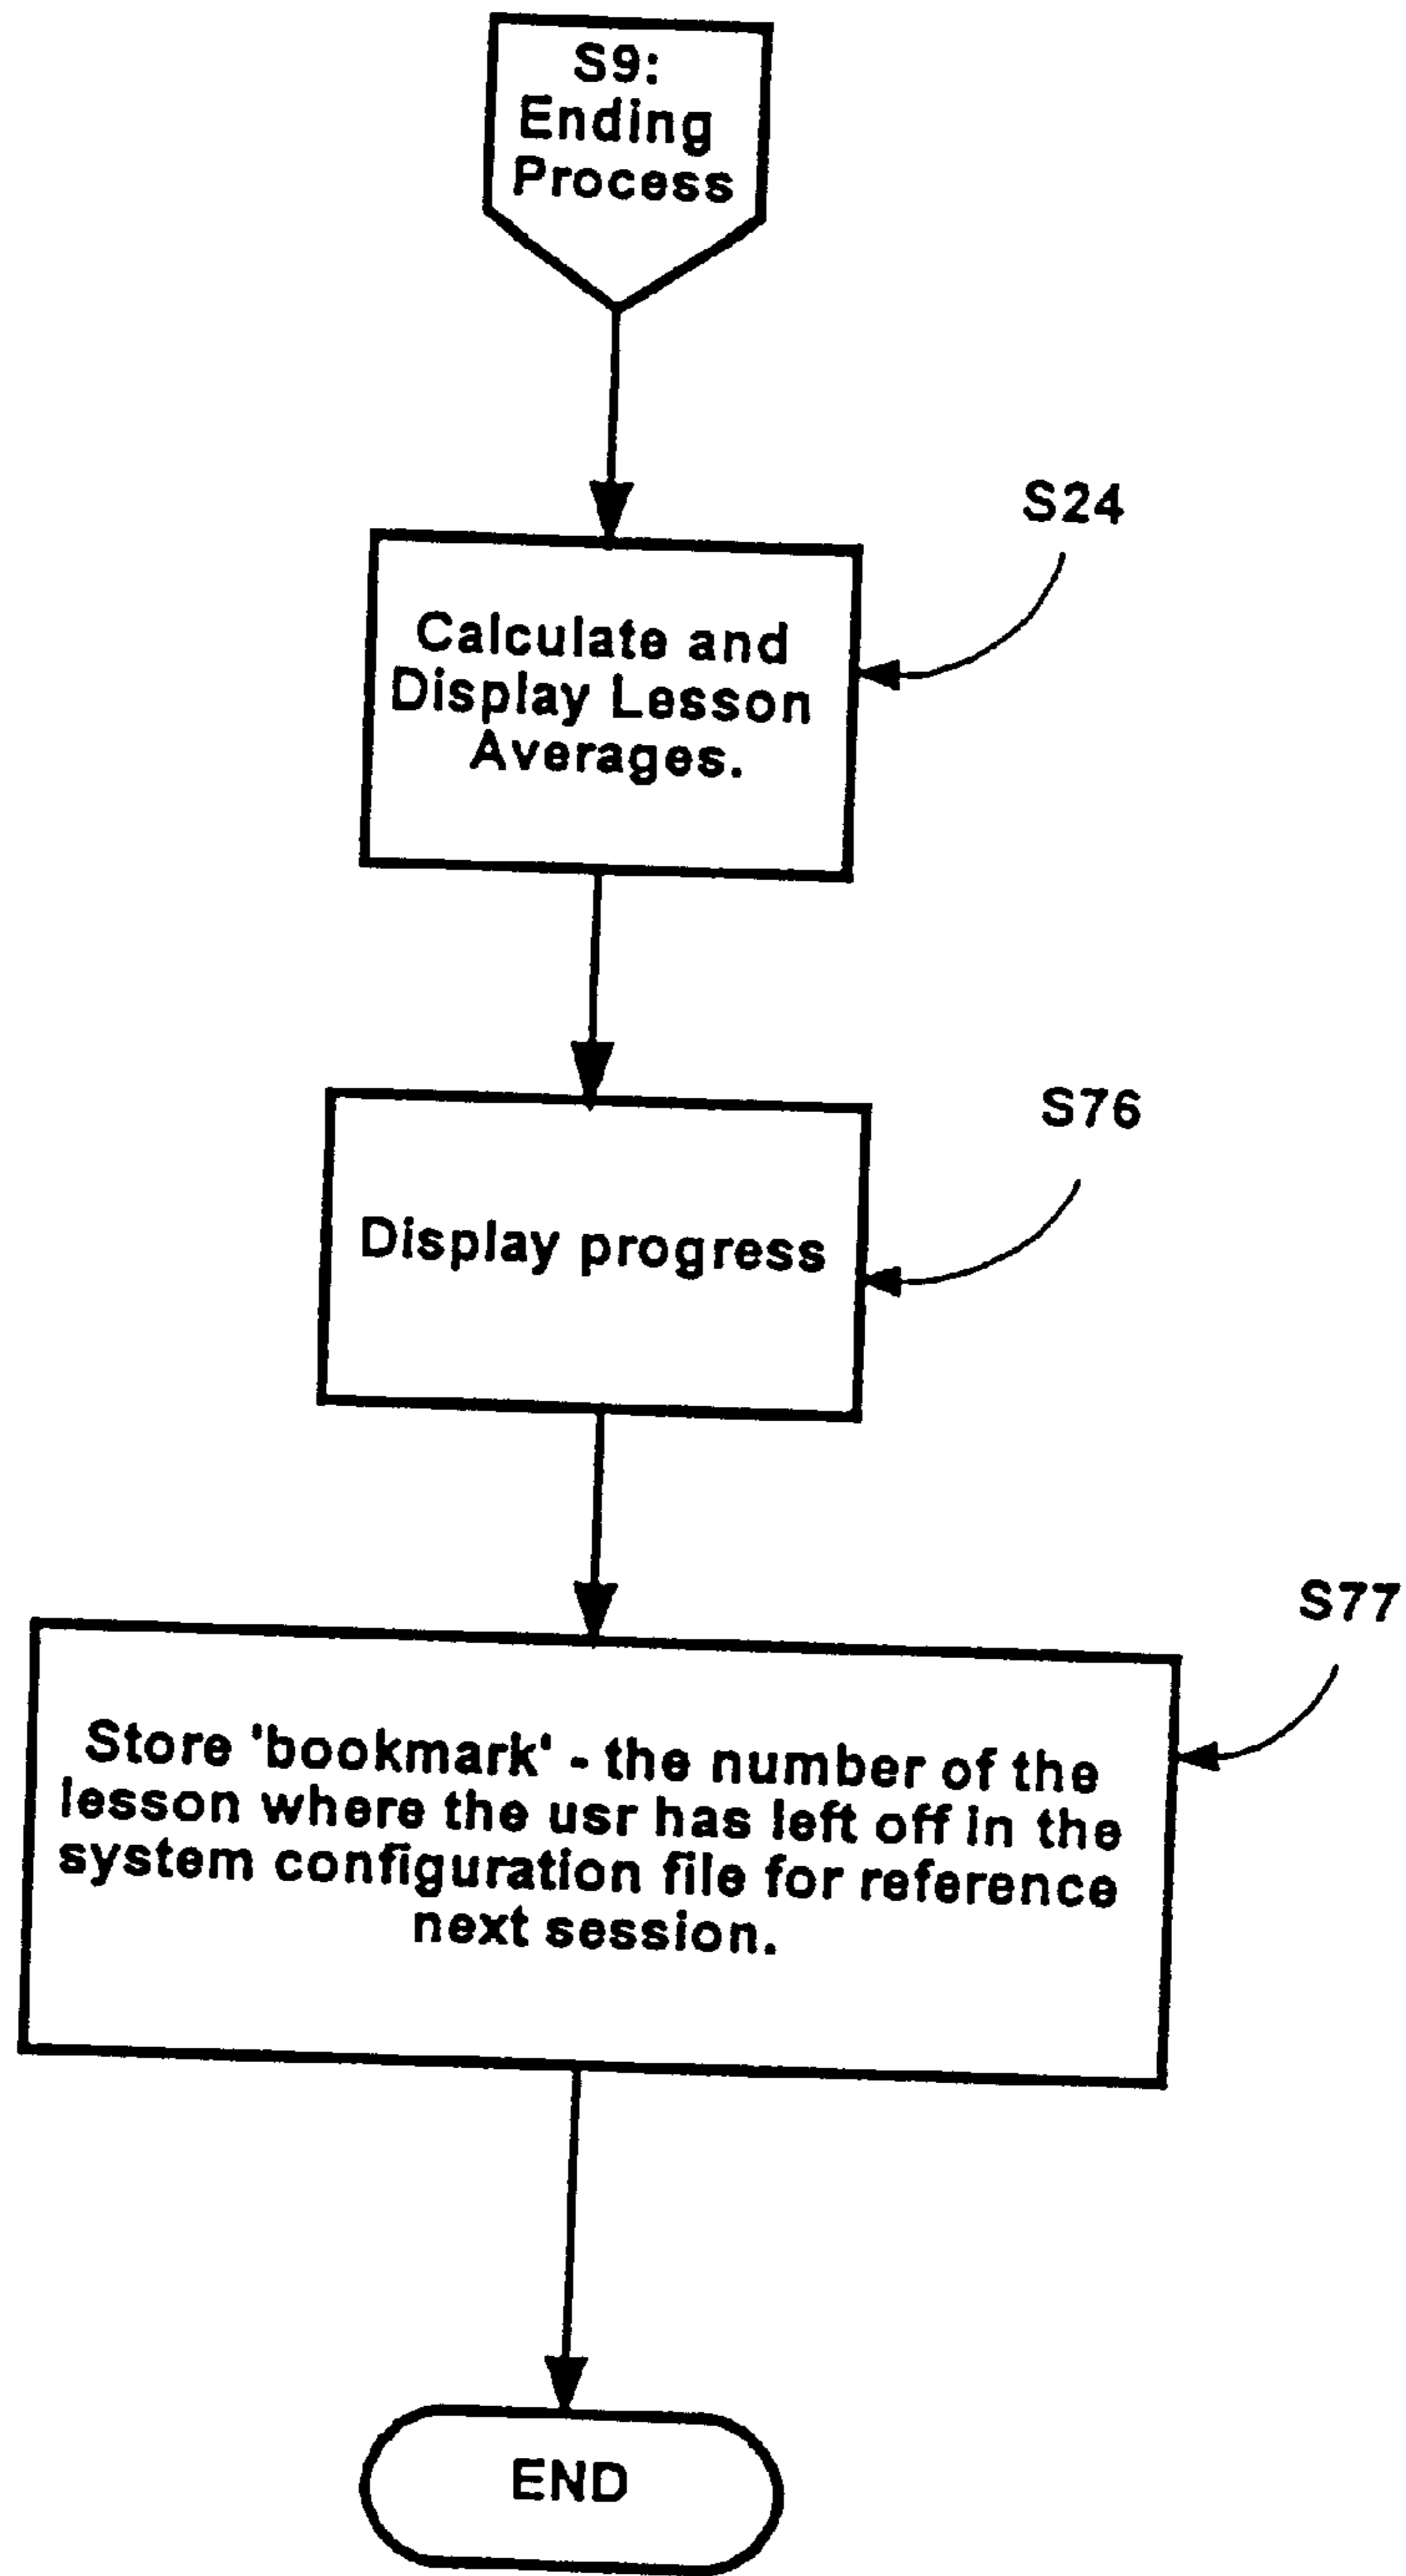 S9:
Ending
Process
S24
Calculate and
Display Lesson
Averages.
S76
Display progress
S77
Store 'bookmark' - the number of the
lesson where the usr has left off in the
system configuration file for reference
next session.
END